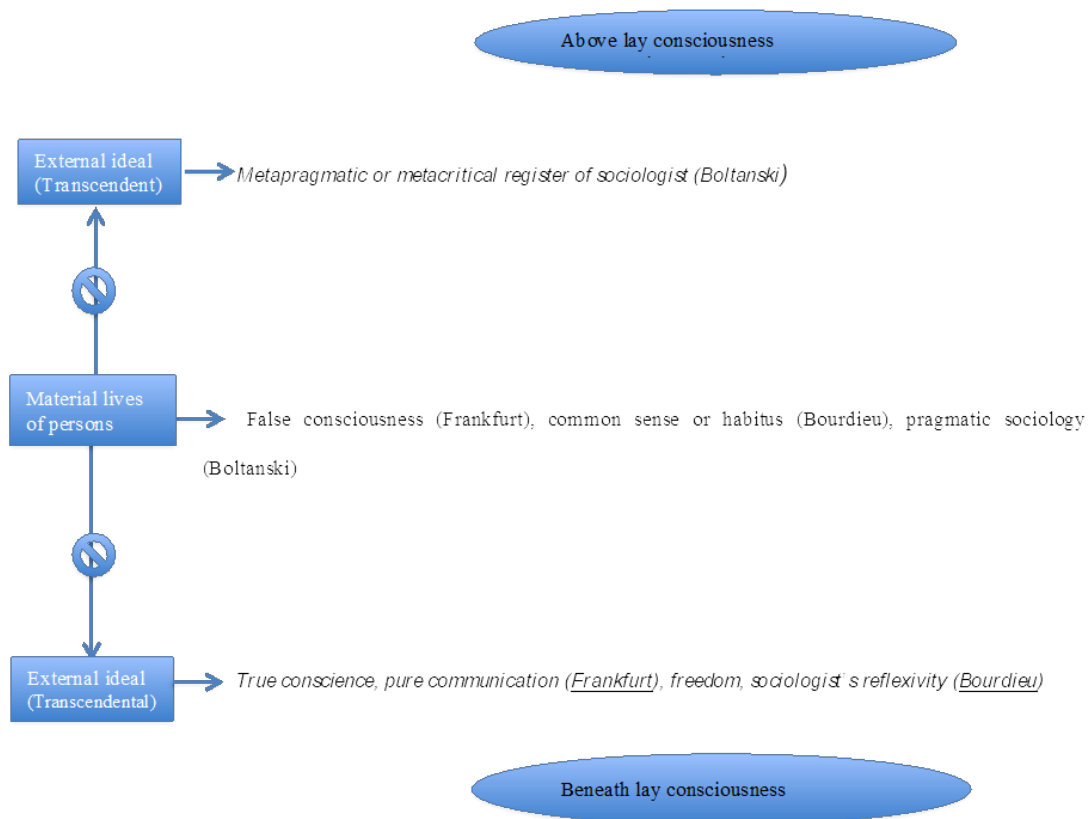 Above lay consciousness
External ideal
(Transcendent)
Metapragmatic or metacritical register of sociologist (Boltanski)
Material lives
of persons
False consciousness (Frankfurt), common sense or habitus (Bourdieu), pragmatic sociology
(Boltanski)
External ideal
(Transcendental)
True conscience, pure communication (Frankfurt), freedom, sociologist's reflexivity (Bourdieu)
Beneath lay consciousness